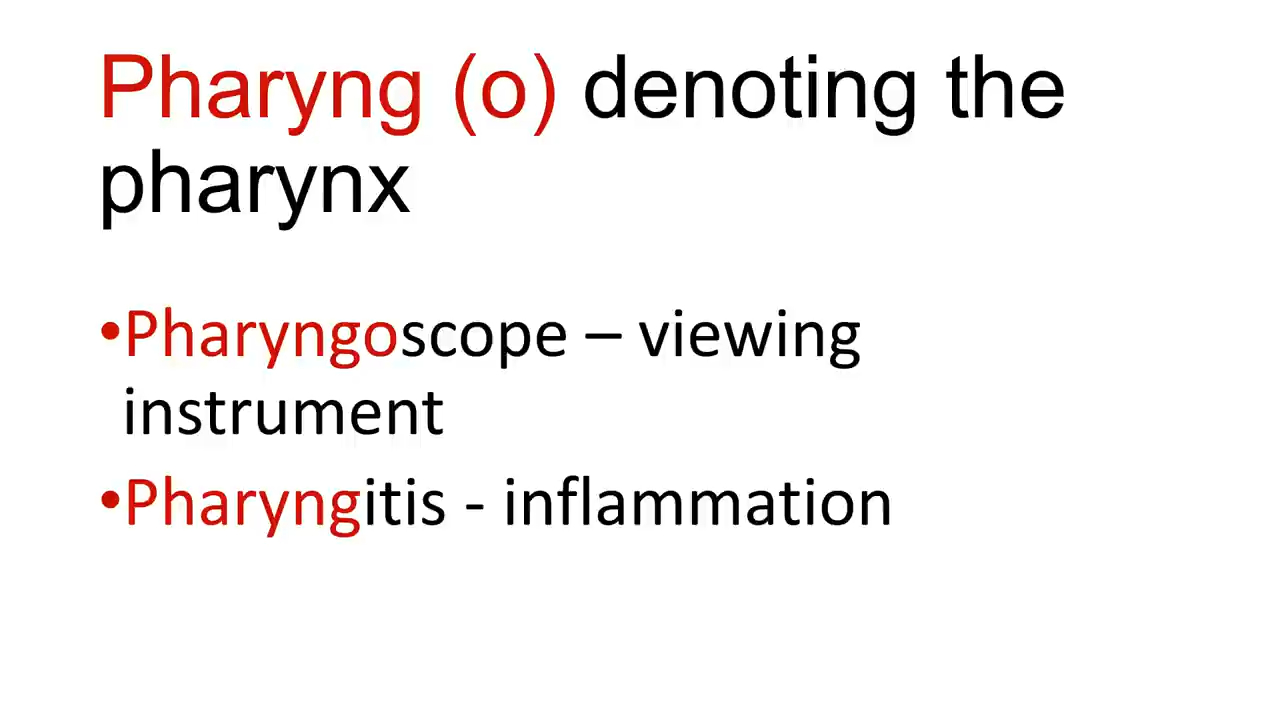 Pharyng (o) denoting the
pharynx
•Pharyngoscope – viewing
instrument
•Pharyngitis - inflammation